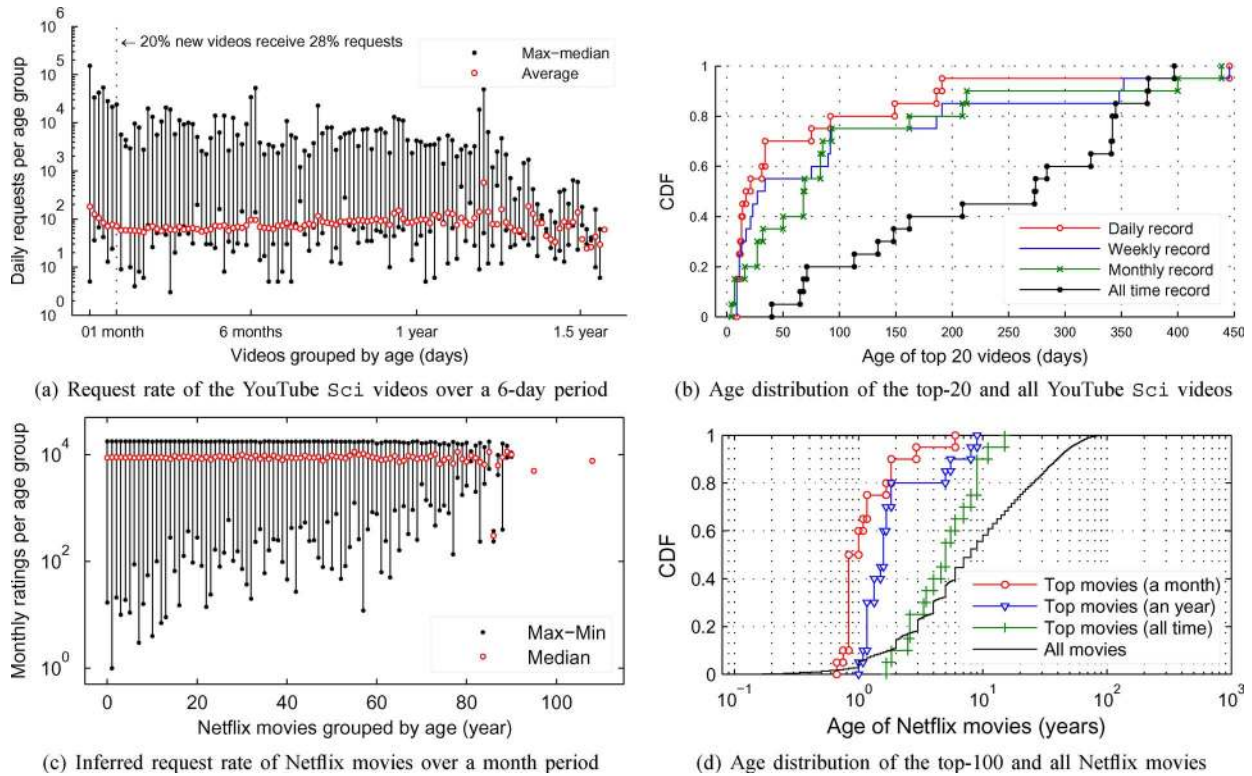 10^6
10^5
10^4
10^3
10^2
10^1
10^1
10^0
Daily requests per age group
← 20% new videos receive 28% requests
Max−median
Average
01 month
6 months
1 year
1.5 year
Videos grouped by age (days)
(a) Request rate of the YouTube Sci videos over a 6-day period
1
0.8
0.6
0.4
0.2
0
CDF
Daily record
Weekly record
Monthly record
All time record
0 50 100 150 200 250 300 350 400 450
Age of top 20 videos (days)
(b) Age distribution of the top-20 and all YouTube Sci videos
10^4
10^2
10^0
Monthly ratings per age group
Max−Min
Median
0 20 40 60 80 100
Netflix movies grouped by age (year)
(c) Inferred request rate of Netflix movies over a month period
1
0.8
0.6
0.4
0.2
0
CDF
Top movies (a month)
Top movies (an year)
Top movies (all time)
All movies
10^−1 10^0 10^1 10^2 10^3
Age of Netflix movies (years)
(d) Age distribution of the top-100 and all Netflix movies